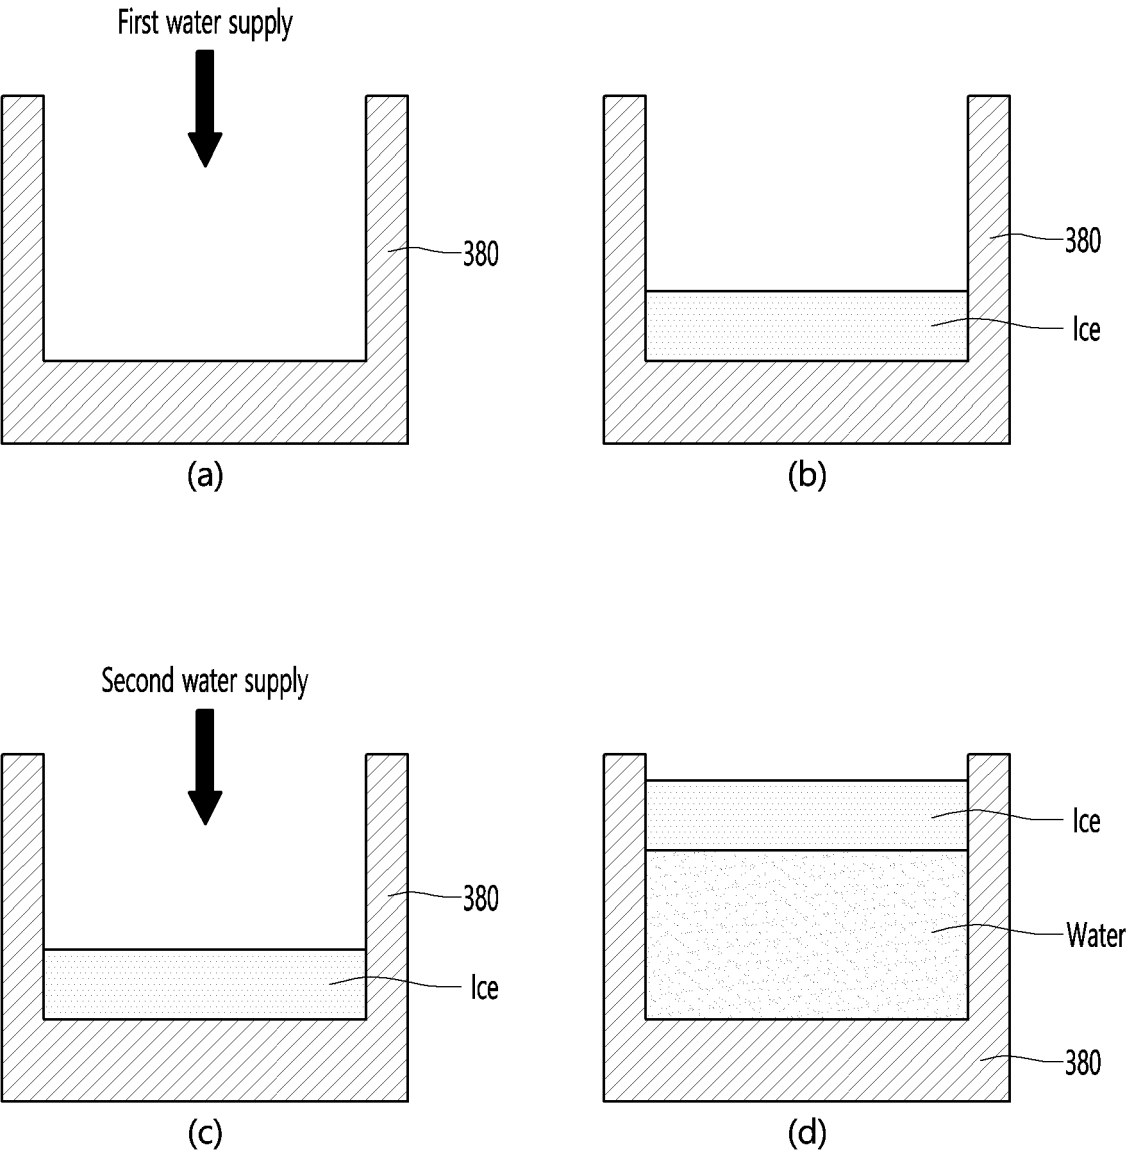 First water supply
380
380
Ice
(a)
(b)
Second water supply
380
Ice
Ice
Water
380
(c)
(d)